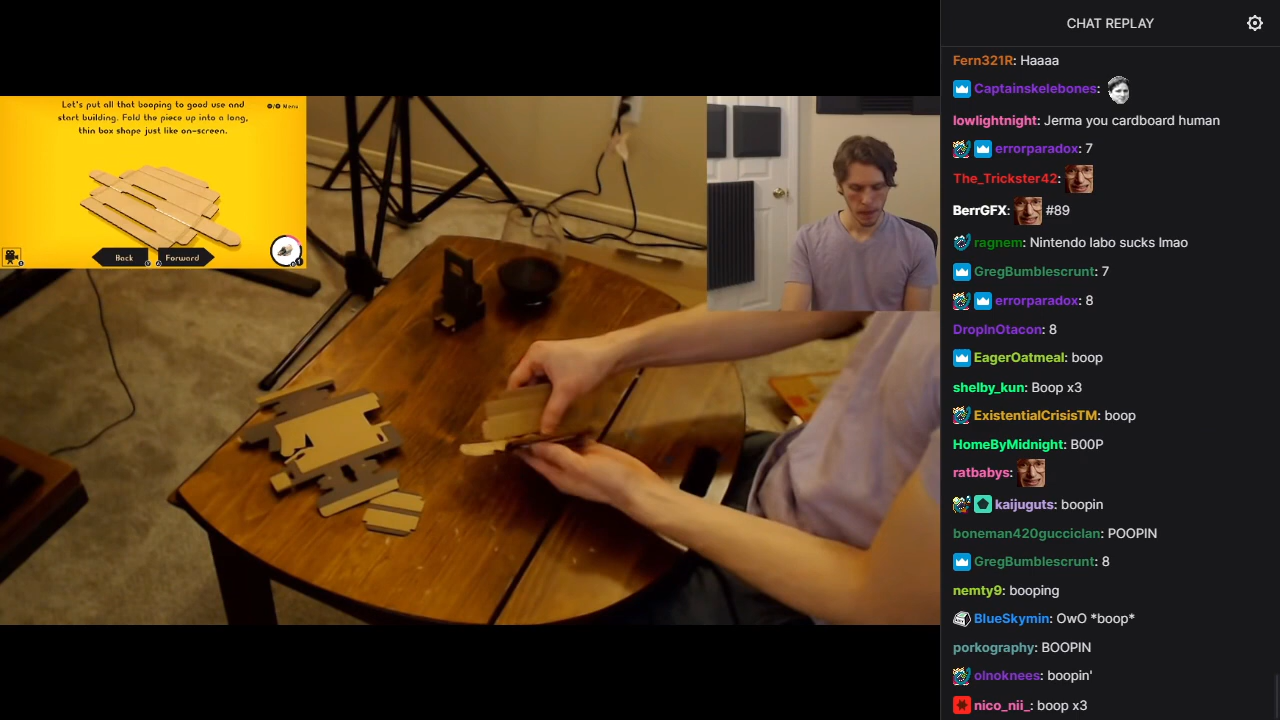 Let's put all that booping to good use and
start building. Fold the piece up into a long,
thin box shape just like on-screen.
Menu
Back
Forward
CHAT REPLAY
Fern321R: Haaaa
Captainskelebones:
lowlightnight: Jerma you cardboard human
errorparadox: 7
The_Trickster42:
BerrGFX: #89
ragnem: Nintendo labo sucks lmao
GregBumblescrunt: 7
errorparadox: 8
DropInOtacon: 8
EagerOatmeal: boop
shelby_kun: Boop x3
ExistentialCrisisTM: boop
HomeByMidnight: B00P
ratbabys:
kaijuguts: boopin
boneman420gucciclan: POOPIN
GregBumblescrunt: 8
nemty9: booping
BlueSkymin: OwO *boop*
porkography: BOOPIN
olnoknees: boopin'
nico_nii_: boop x3